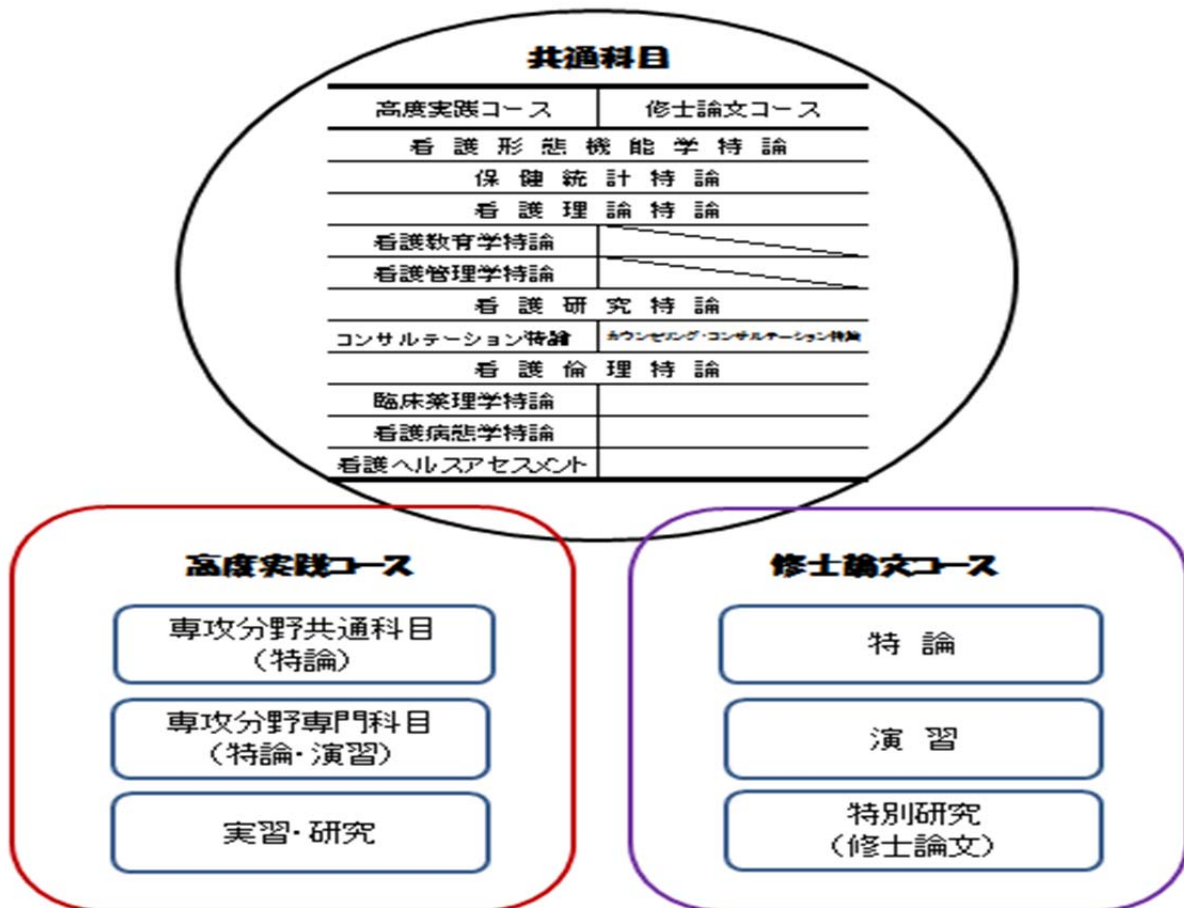 共通科目
高度実践コース 修士論文コース
看護形態機能学特論
保健統計特論
看護理論特論
看護教育学特論
看護管理学特論
看護研究特論
コンサルテーション特論 カウンセリング・コンサルテーション特論
看護倫理特論
臨床薬理学特論
看護病態学特論
看護ヘルスアセスメント
高度実践コース
専攻分野共通科目
(特論)
専攻分野専門科目
(特論・演習)
実習・研究
修士論文コース
特論
演習
特別研究
(修士論文)